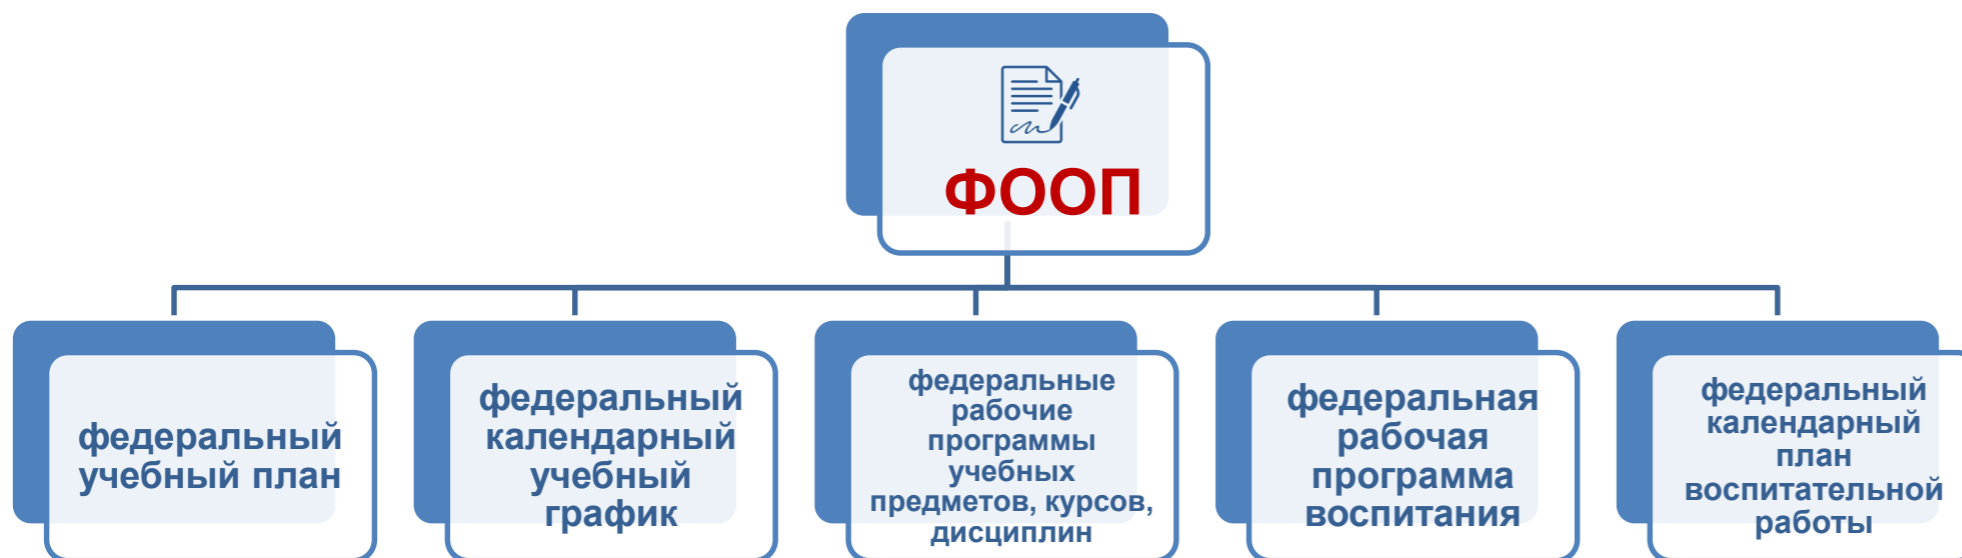 ФООП
федеральный
учебный план
федеральный
календарный
учебный
график
федеральные
рабочие
программы
учебных
предметов, курсов,
дисциплин
федеральная
рабочая
программа
воспитания
федеральный
календарный
план
воспитательной
работы